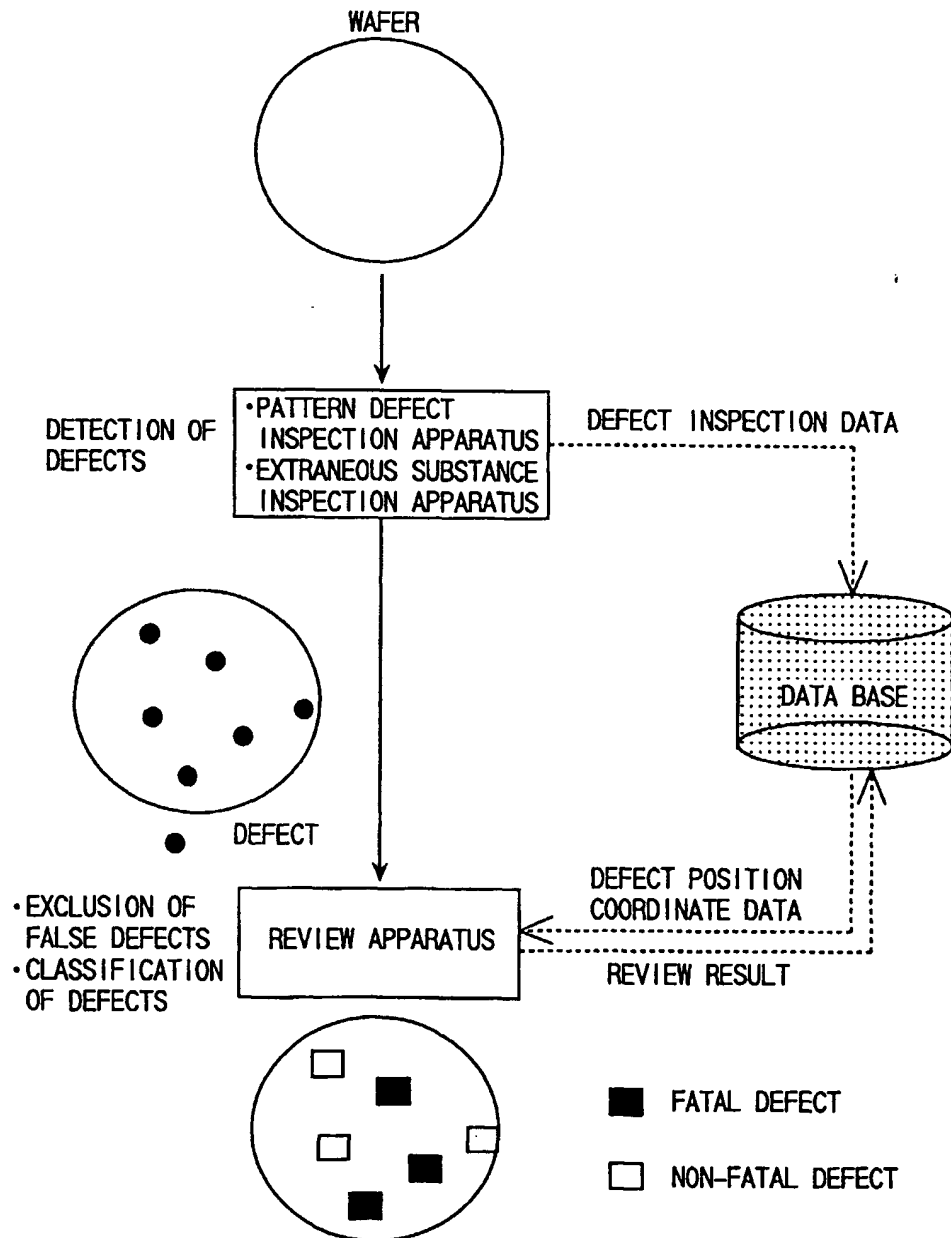 WAFER
DETECTION OF
DEFECTS
・PATTERN DEFECT
INSPECTION APPARATUS
・EXTRANEOUS SUBSTANCE
INSPECTION APPARATUS
DEFECT INSPECTION DATA
DATA BASE
DEFECT
・EXCLUSION OF
FALSE DEFECTS
・CLASSIFICATION
OF DEFECTS
REVIEW APPARATUS
DEFECT POSITION
COORDINATE DATA
REVIEW RESULT
FATAL DEFECT
NON-FATAL DEFECT